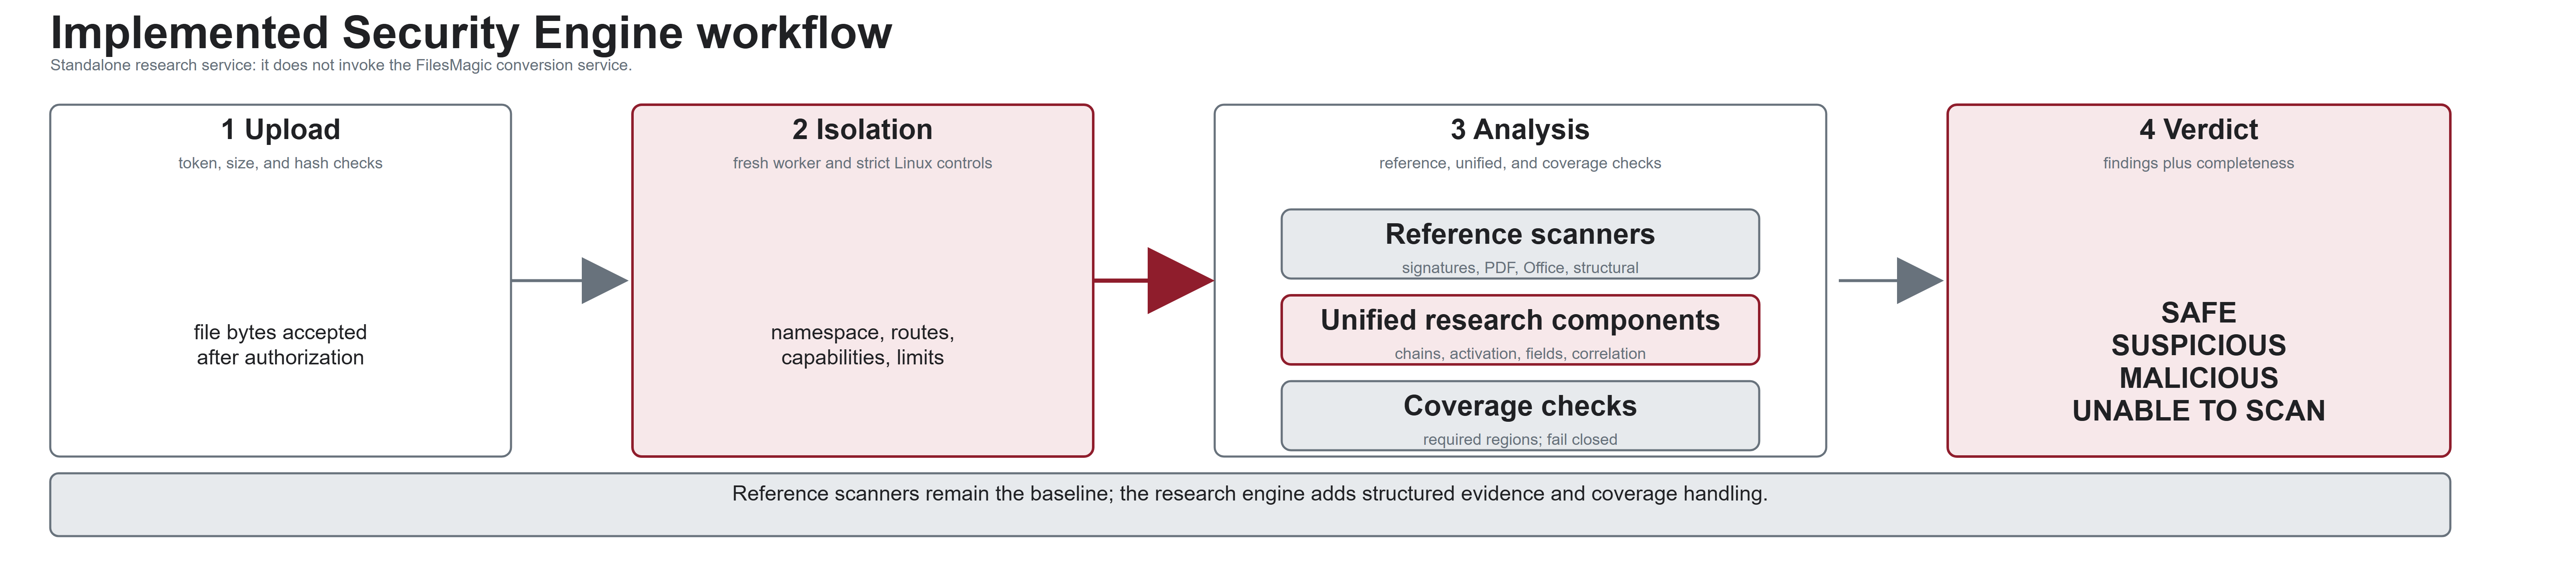 Implemented Security Engine workflow
Standalone research service: it does not invoke the FilesMagic conversion service.
1 Upload
token, size, and hash checks
file bytes accepted
after authorization
2 Isolation
fresh worker and strict Linux controls
namespace, routes,
capabilities, limits
3 Analysis
reference, unified, and coverage checks
Reference scanners
signatures, PDF, Office, structural
Unified research components
chains, activation, fields, correlation
Coverage checks
required regions; fail closed
4 Verdict
findings plus completeness
SAFE
SUSPICIOUS
MALICIOUS
UNABLE TO SCAN
Reference scanners remain the baseline; the research engine adds structured evidence and coverage handling.